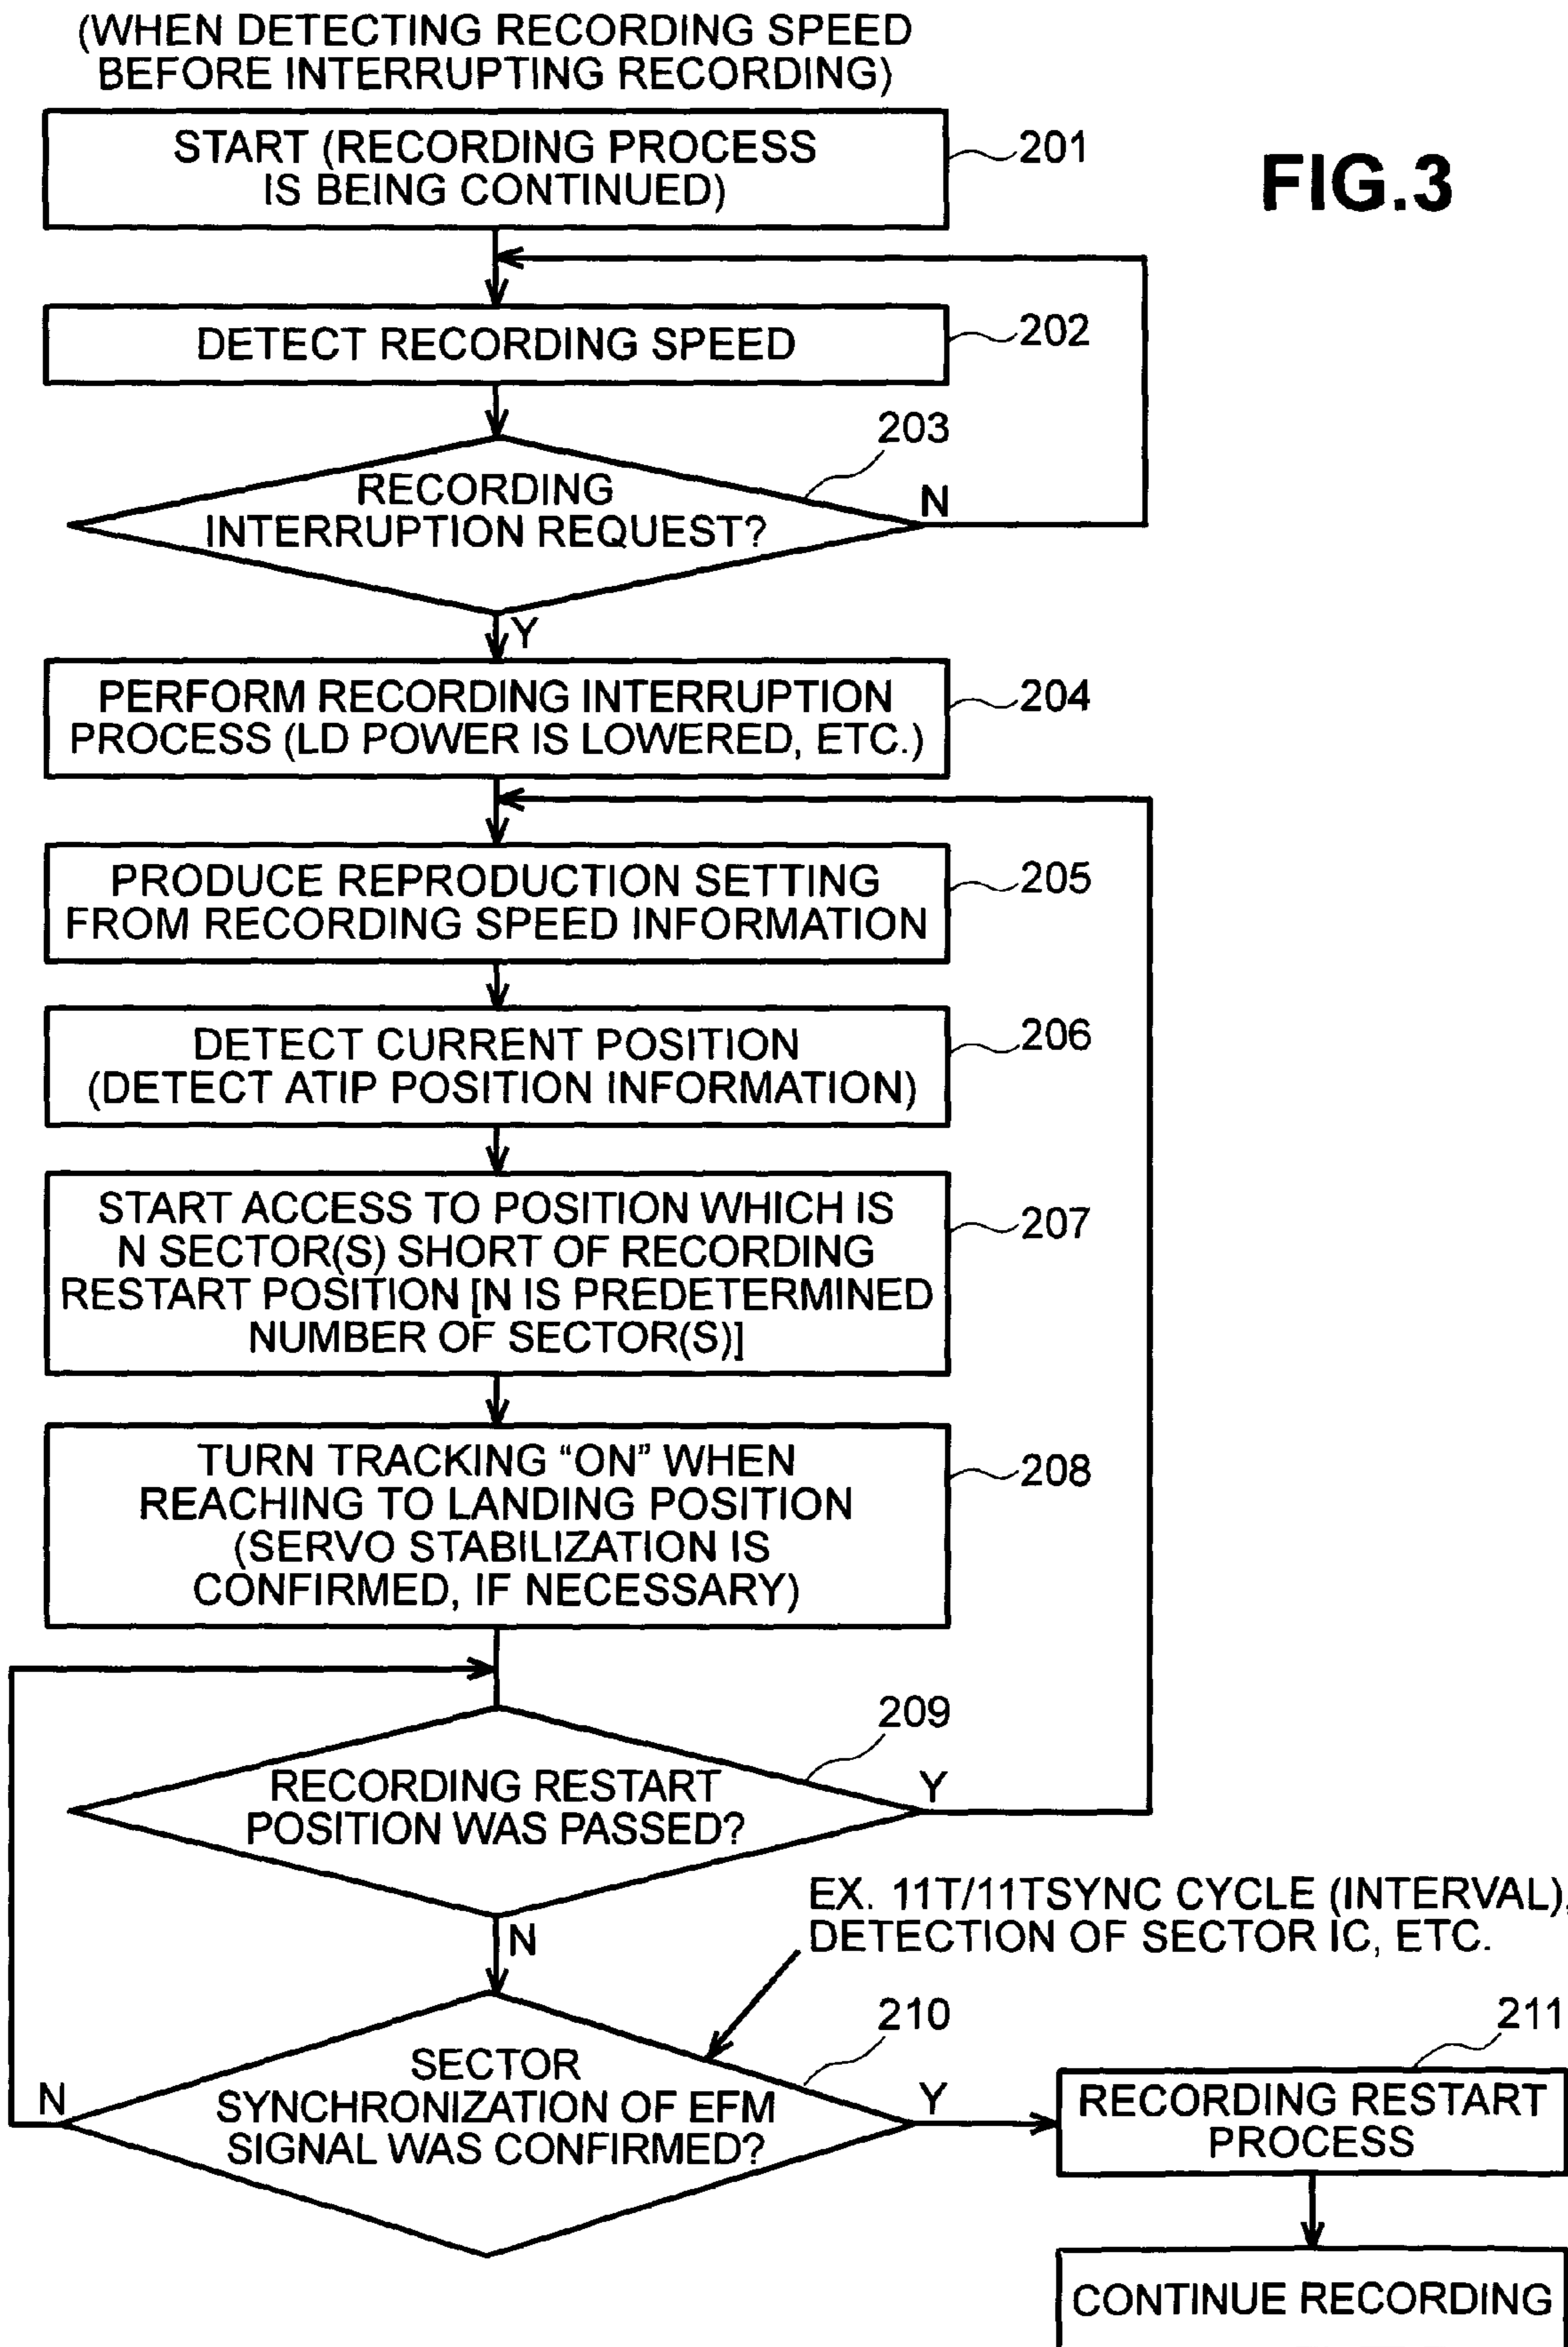 (WHEN DETECTING RECORDING SPEED
BEFORE INTERRUPTING RECORDING)
START (RECORDING PROCESS
IS BEING CONTINUED)
201
FIG.3
DETECT RECORDING SPEED
202
203
RECORDING
INTERRUPTION REQUEST?
N
Y
PERFORM RECORDING INTERRUPTION
PROCESS (LD POWER IS LOWERED, ETC.)
204
PRODUCE REPRODUCTION SETTING
FROM RECORDING SPEED INFORMATION
205
DETECT CURRENT POSITION
(DETECT ATIP POSITION INFORMATION)
206
START ACCESS TO POSITION WHICH IS
N SECTOR(S) SHORT OF RECORDING
RESTART POSITION [N IS PREDETERMINED
NUMBER OF SECTOR(S)]
207
TURN TRACKING “ON” WHEN
REACHING TO LANDING POSITION
(SERVO STABILIZATION IS
CONFIRMED, IF NECESSARY)
208
209
RECORDING RESTART
POSITION WAS PASSED?
Y
N
EX. 11T/11TSYNC CYCLE (INTERVAL),
DETECTION OF SECTOR IC, ETC.
210
SECTOR
SYNCHRONIZATION OF EFM
SIGNAL WAS CONFIRMED?
N
Y
211
RECORDING RESTART
PROCESS
CONTINUE RECORDING